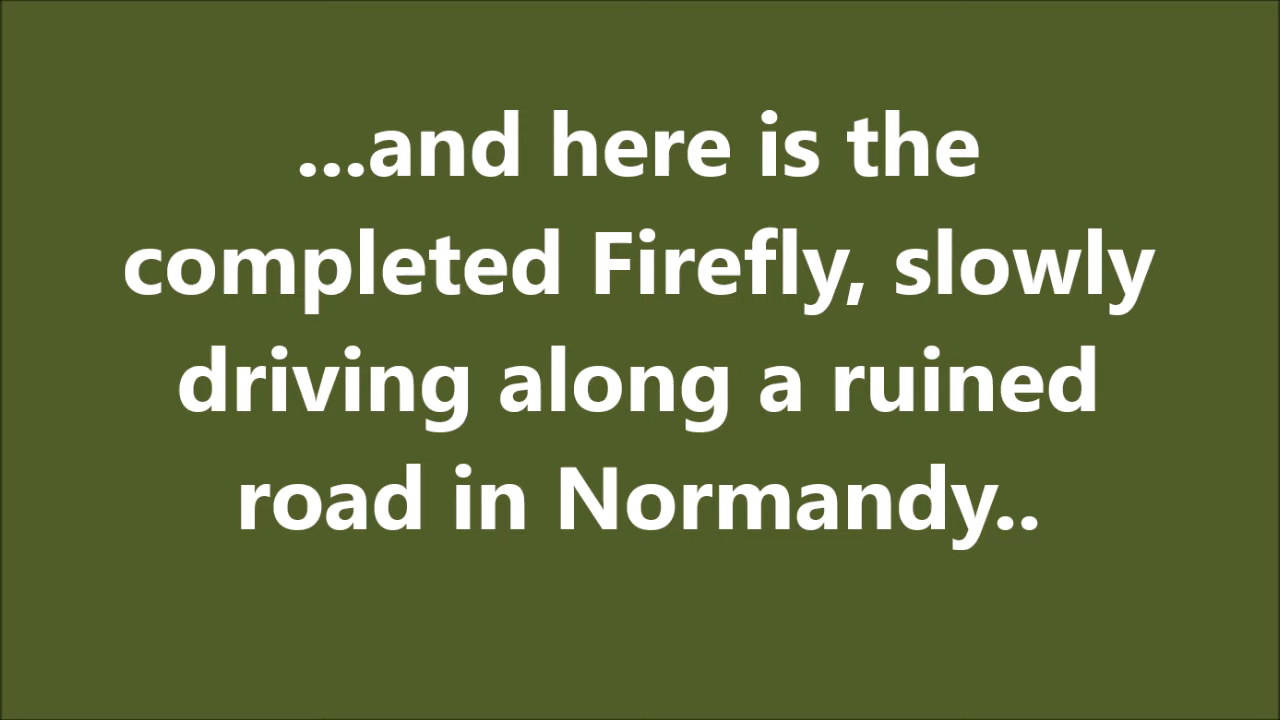 ...and here is the
completed Firefly, slowly
driving along a ruined
road in Normandy..